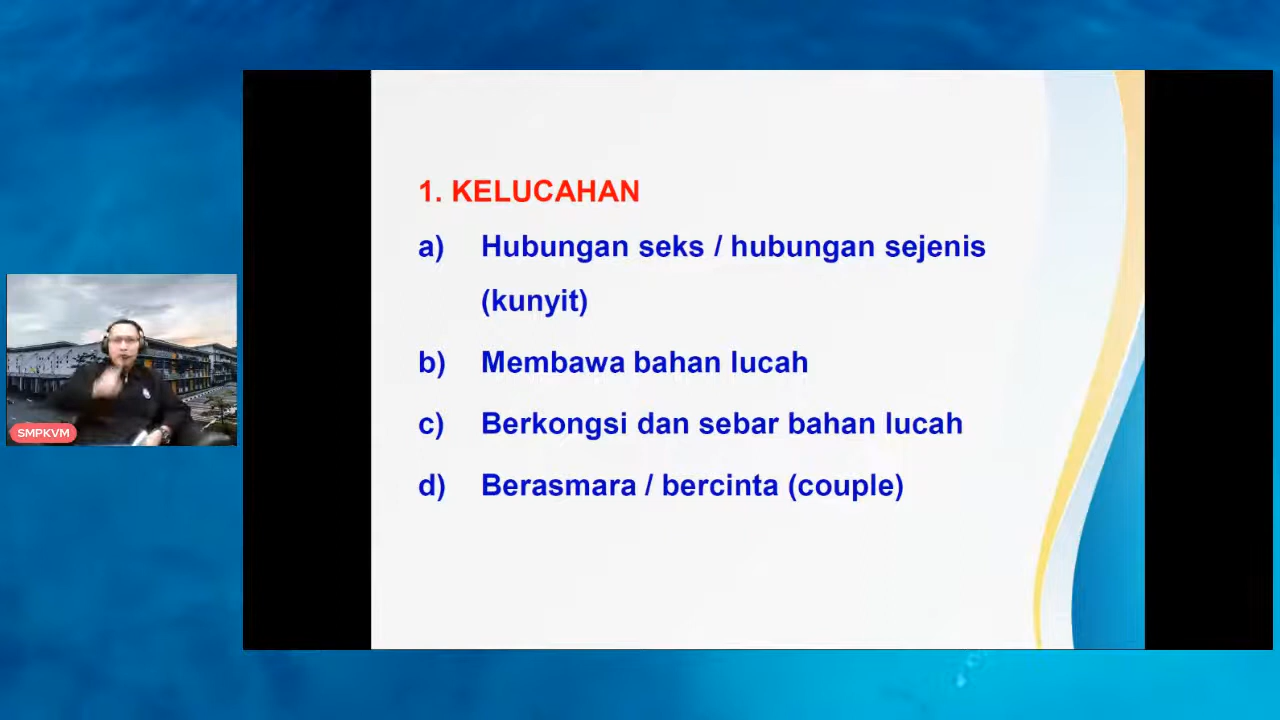 1. KELUCAHAN
a) Hubungan seks / hubungan sejenis
(kunyit)
b) Membawa bahan lucah
c) Berkongsi dan sebar bahan lucah
d) Berasmara / bercinta (couple)
SMPKVM